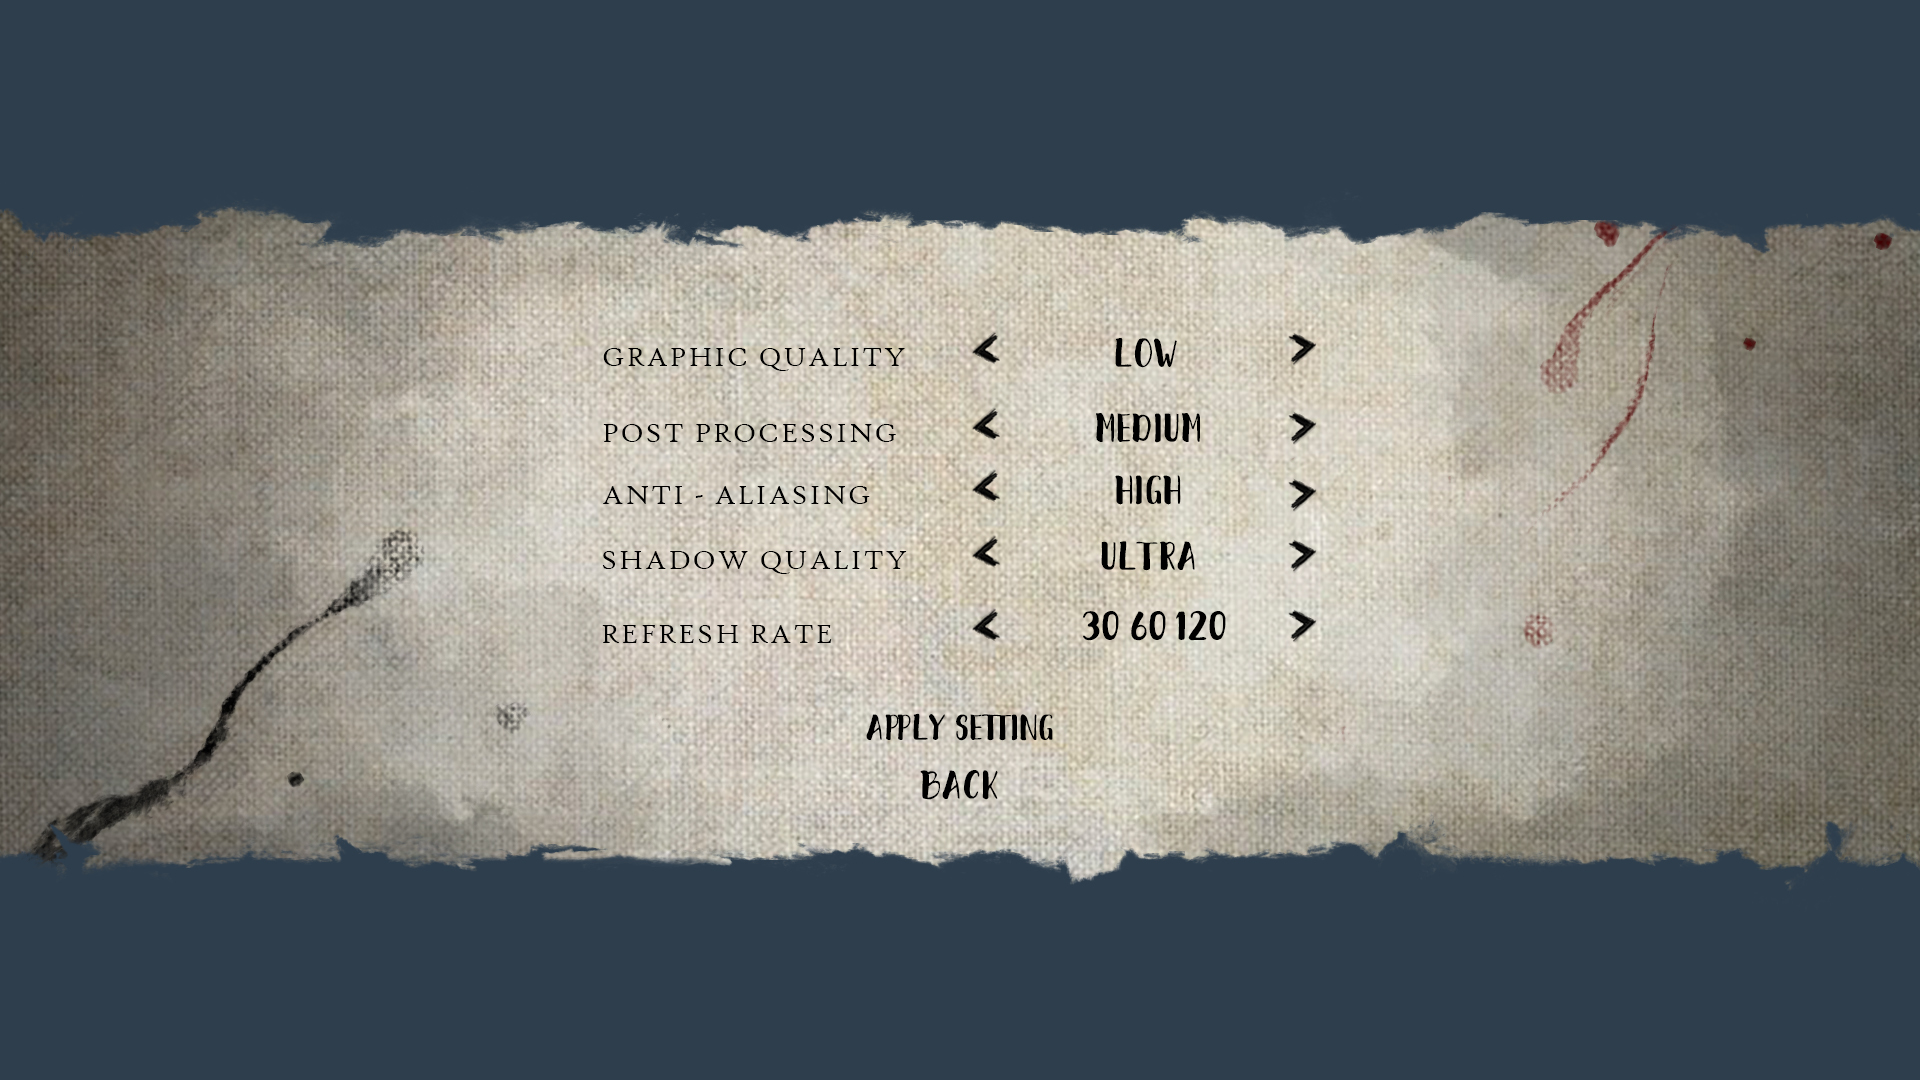 GRAPHIC QUALITY < LOW >
POST PROCESSING < MEDIUM >
ANTI - ALIASING < HIGH >
SHADOW QUALITY < ULTRA >
REFRESH RATE < 30 60 120 >
APPLY SETTING
BACK